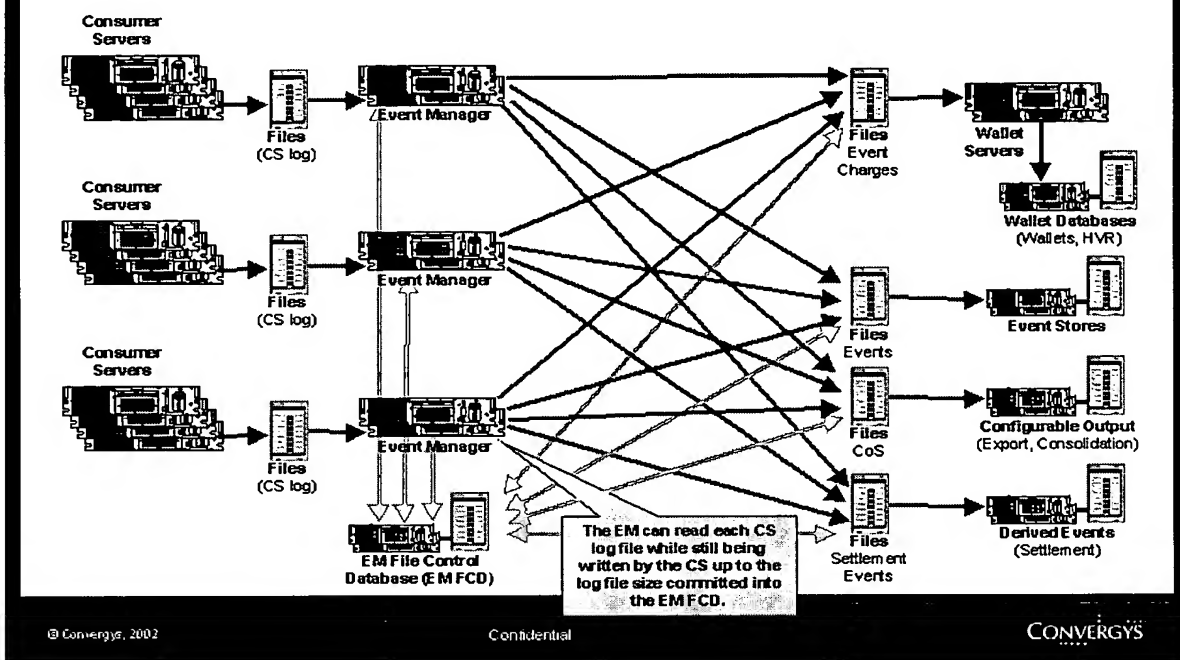 Consumer
Servers
Files
(CS log)
Event Manager
Files
Event
Charges
Wallet
Servers
Wallet Databases
(Wallets, HVR)
Consumer
Servers
Files
(CS log)
Event Manager
Files
Events
Event Stores
Consumer
Servers
Files
(CS log)
Event Manager
Files
CoS
Configurable Output
(Export, Consolidation)
EM File Control
Database (EM FCD)
The EM can read each CS
log file while still being
written by the CS up to the
log file size committed into
the EM FCD.
Files
Settlement
Events
Derived Events
(Settlement)
© Convergys, 2002
Confidential
CONVERGYS